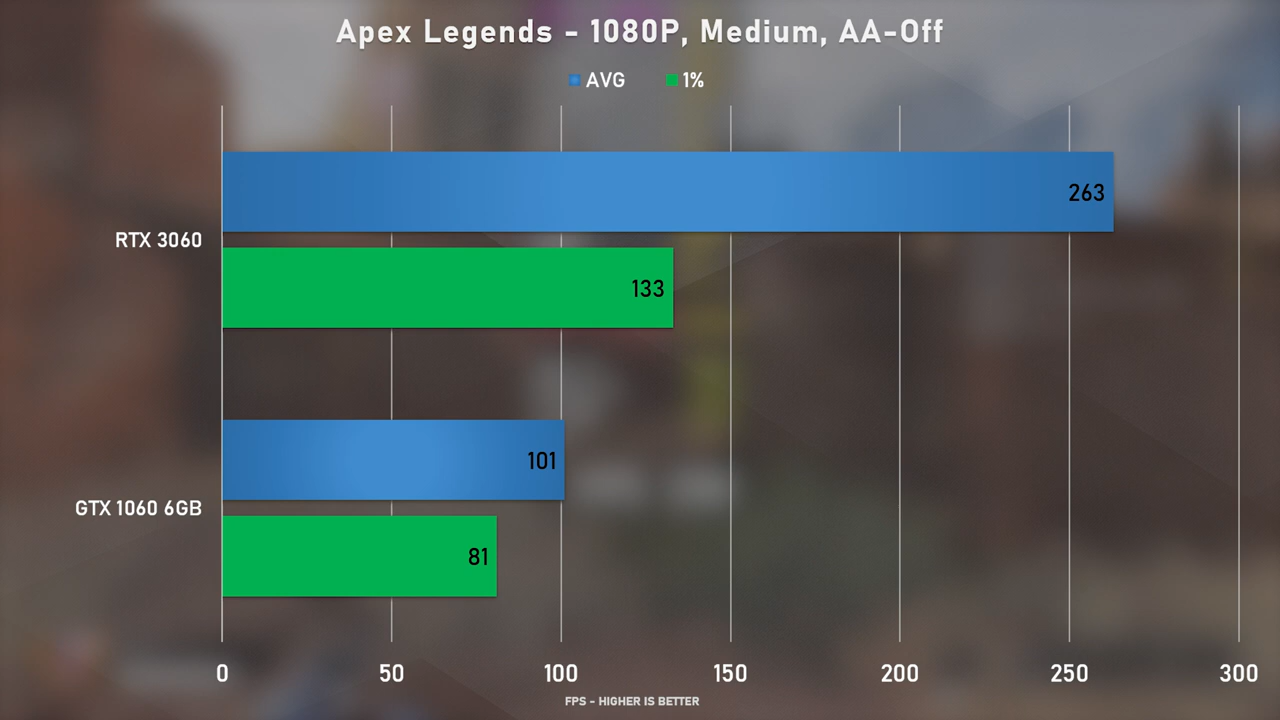 Apex Legends - 1080P, Medium, AA-Off
AVG 1%
RTX 3060
263
133
GTX 1060 6GB
101
81
0 50 100 150 200 250 300
FPS - HIGHER IS BETTER